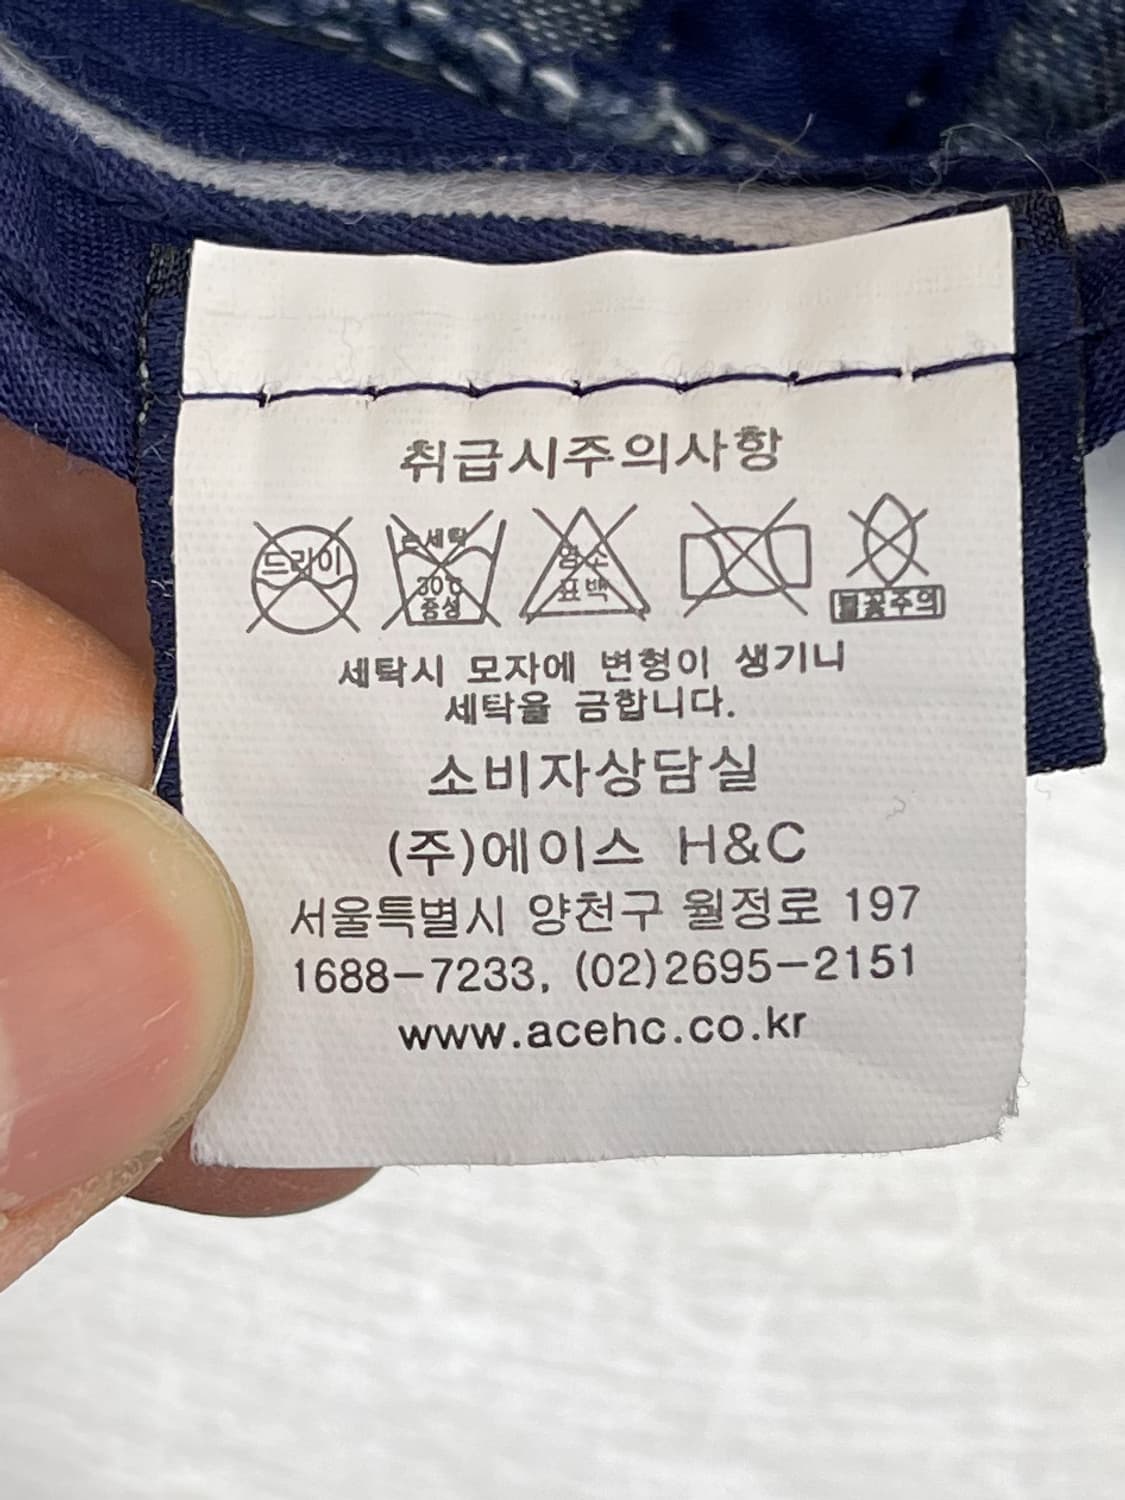 취급시주의사항
드라이 손세탁 30℃ 중성 염소 표백 불꽃주의
세탁시 모자에 변형이 생기니
세탁을 금합니다.
소비자상담실
(주)에이스 H&C
서울특별시 양천구 월정로 197
1688-7233, (02)2695-2151
www.acehc.co.kr